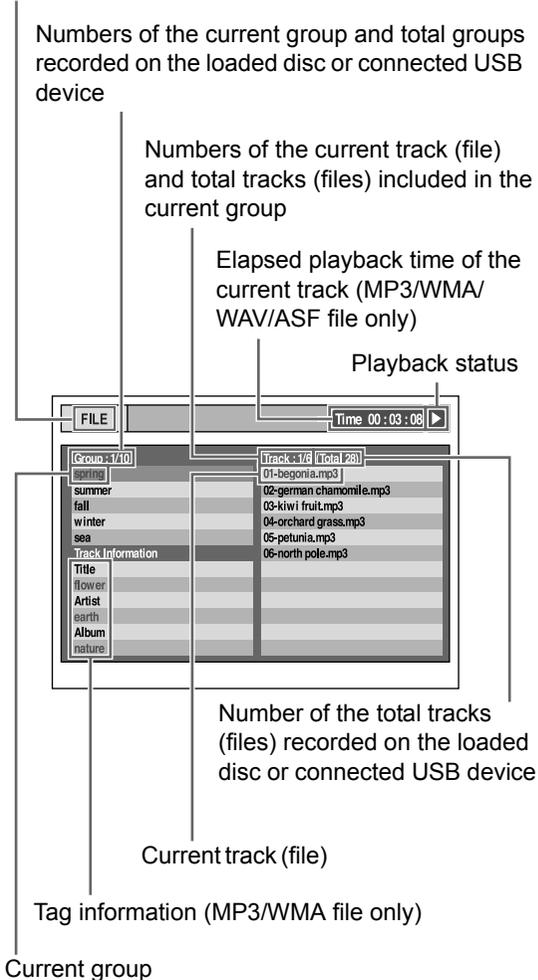 Numbers of the current group and total groups
recorded on the loaded disc or connected USB
device
Numbers of the current track (file)
and total tracks (files) included in the
current group
Elapsed playback time of the
current track (MP3/WMA/
WAV/ASF file only)
Playback status
FILE
Time 00 : 03 : 08
Group : 1/10
Track : 1/6 (Total 28)
spring
01-begonia.mp3
summer
02-german chamomile.mp3
fall
03-kiwi fruit.mp3
winter
04-orchard grass.mp3
sea
05-petunia.mp3
Track Information
06-north pole.mp3
Title
flower
Artist
earth
Album
nature
Number of the total tracks
(files) recorded on the loaded
disc or connected USB device
Current track (file)
Tag information (MP3/WMA file only)
Current group